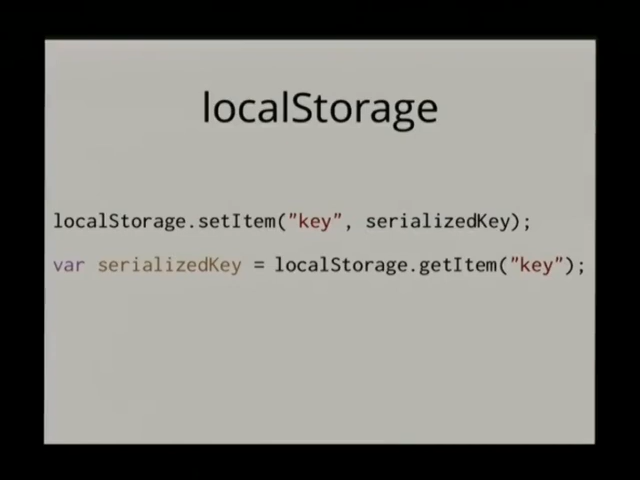 localStorage
localStorage.setItem("key", serializedKey);
var serializedKey = localStorage.getItem("key");